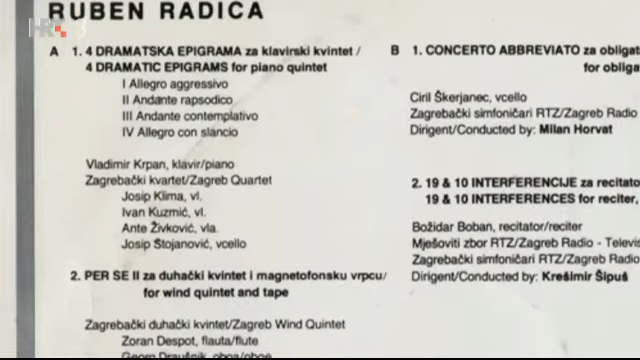 HRT 3
RUBEN RADICA
A 1. 4 DRAMATSKA EPIGRAMA za klavirski kvintet /
4 DRAMATIC EPIGRAMS for piano quintet
I Allegro aggressivo
II Andante rapsodico
III Andante contemplativo
IV Allegro con slancio
Vladimir Krpan, klavir/piano
Zagrebački kvartet/Zagreb Quartet
Josip Klima, vl.
Ivan Kuzmić, vl.
Ante Živković, vla.
Josip Stojanović, vcello
2. PER SE II za duhački kvintet i magnetofonsku vrpcu/
for wind quintet and tape
Zagrebački duhački kvintet/Zagreb Wind Quintet
Zoran Despot, flauta/flute
Georg Draušnik, oboa/oboe
B 1. CONCERTO ABBREVIATO za obligat
for obliga
Ciril Škerjanec, vcello
Zagrebački simfoničari RTZ/Zagreb Radio
Dirigent/Conducted by: Milan Horvat
2. 19 & 10 INTERFERENCIJE za recitato
19 & 10 INTERFERENCES for reciter,
Božidar Boban, recitator/reciter
Mješoviti zbor RTZ/Zagreb Radio - Televis
Zagrebački simfoničari RTZ/Zagreb Radio
Dirigent/Conducted by: Krešimir Šipuš